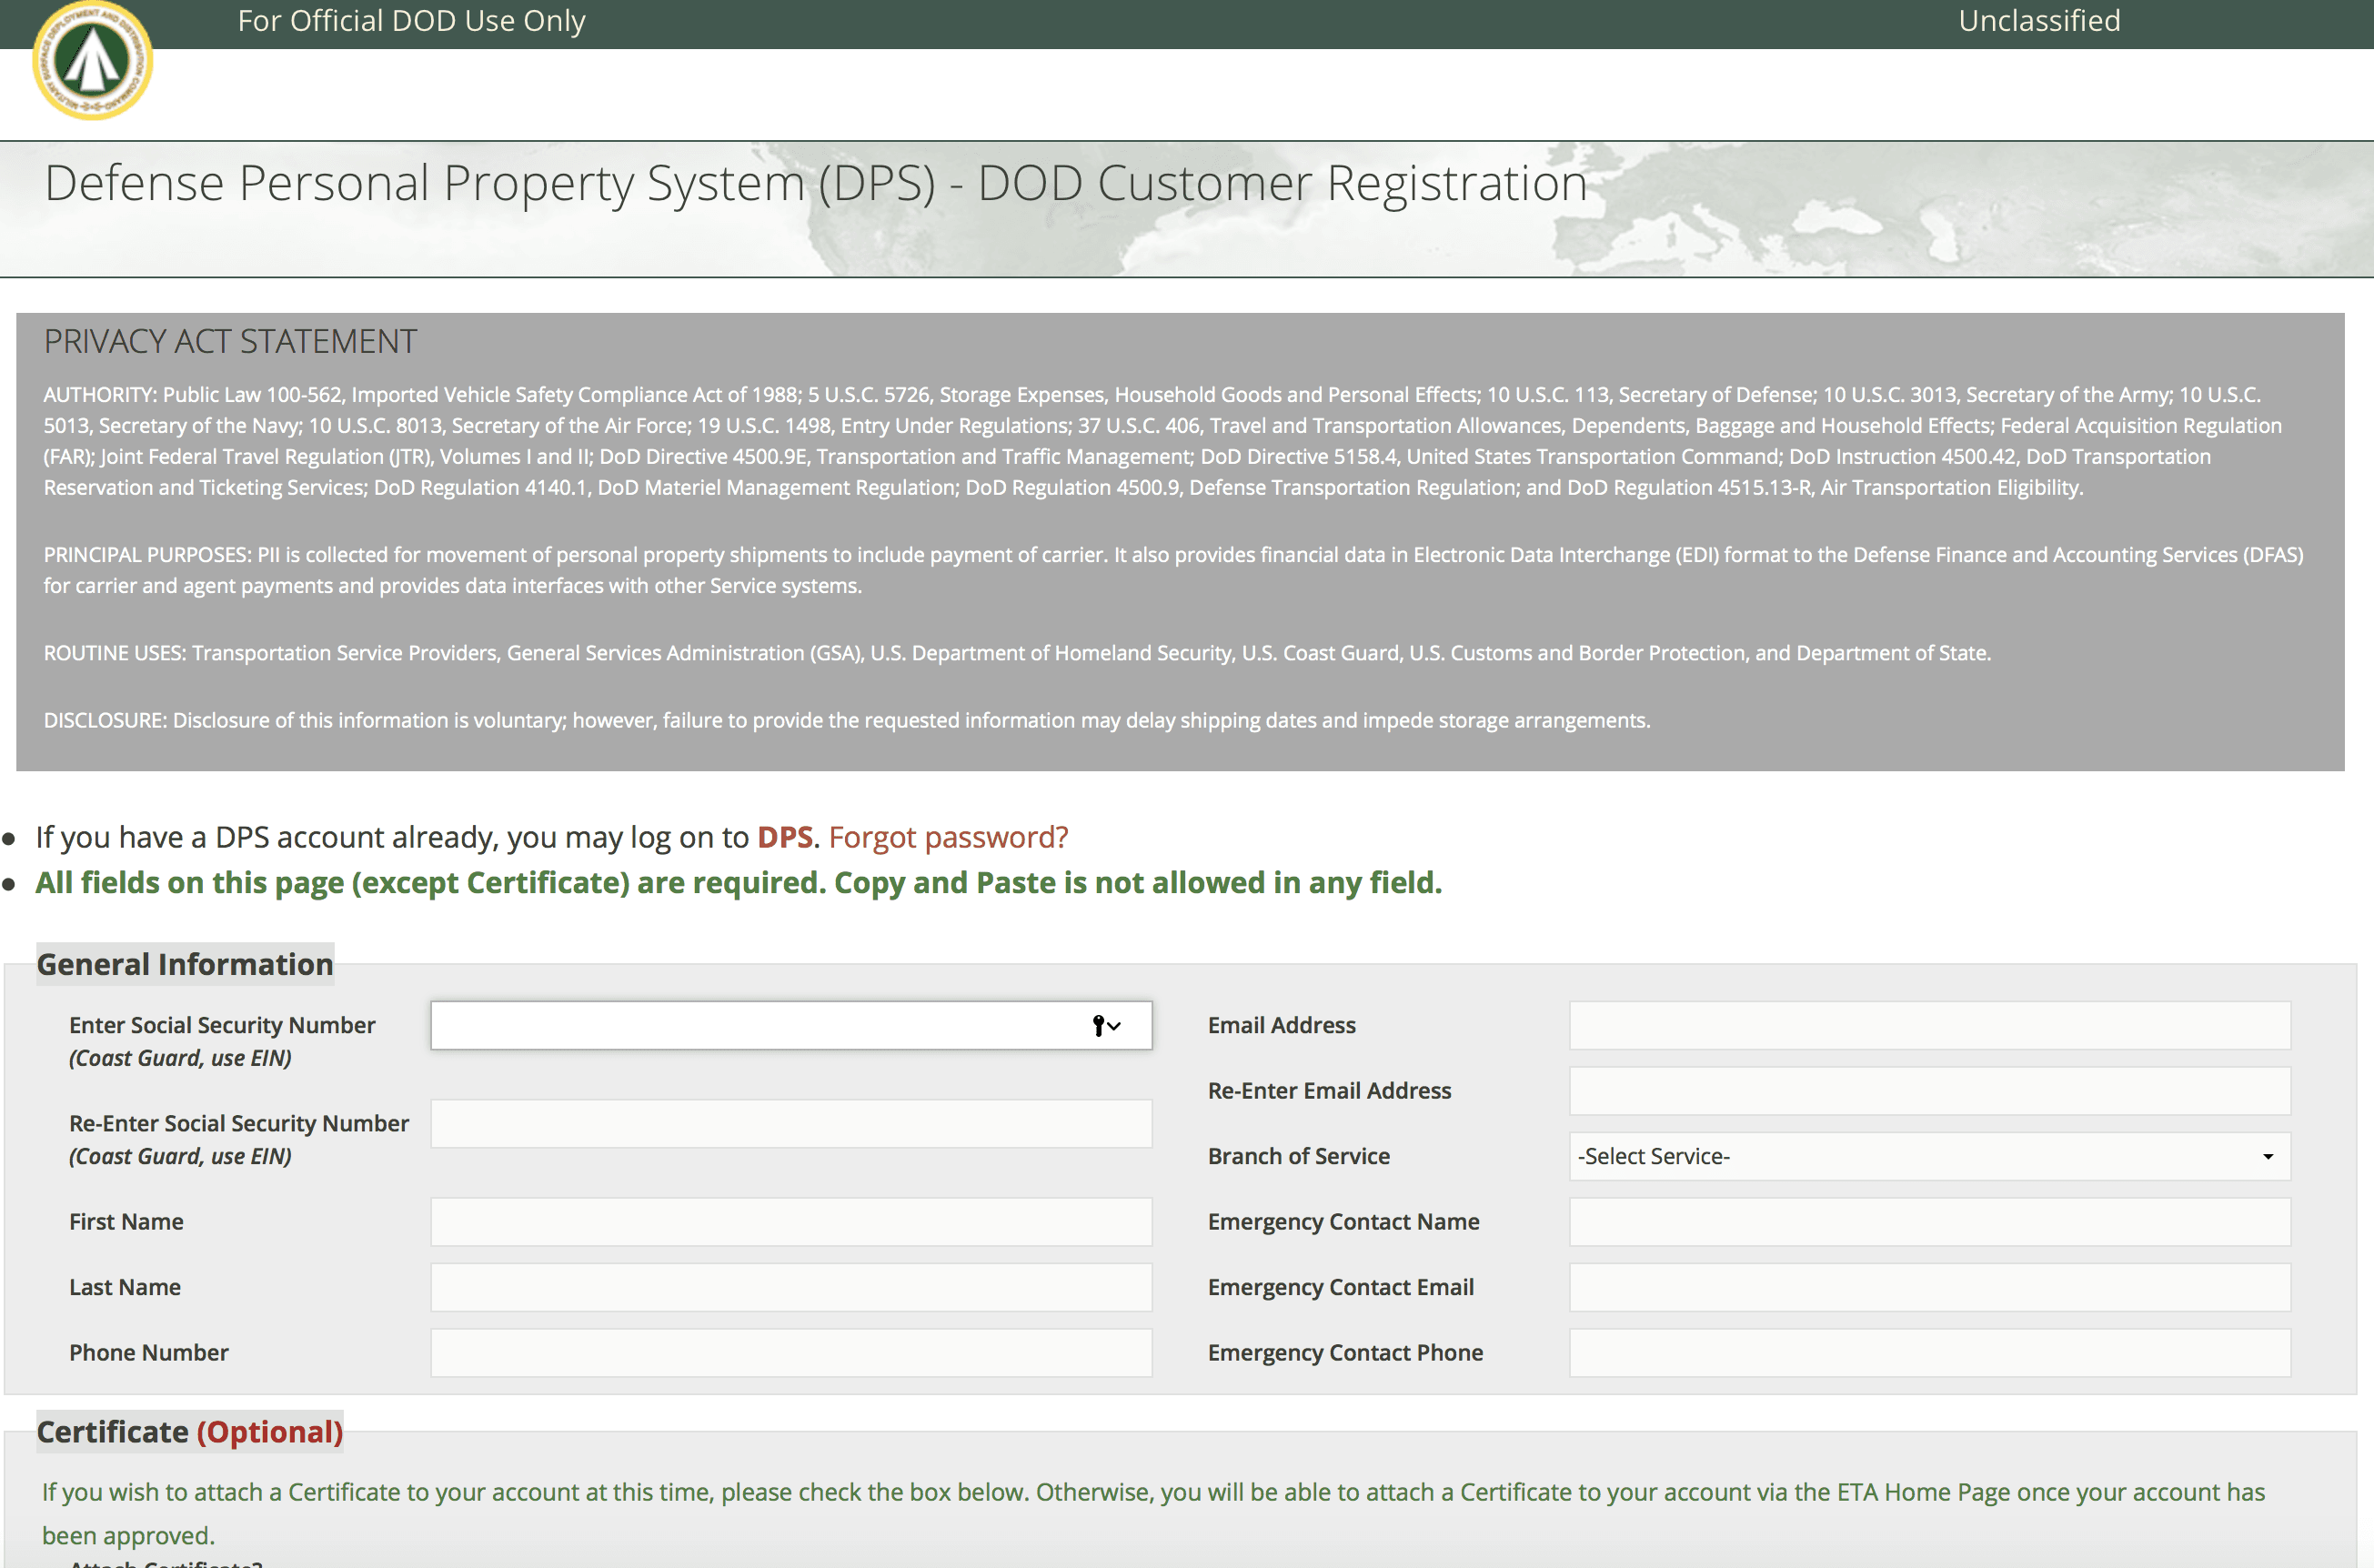 For Official DOD Use Only
Unclassified
MILITARY SURFACE DEPLOYMENT AND DISTRIBUTION COMMAND
Defense Personal Property System (DPS) - DOD Customer Registration
PRIVACY ACT STATEMENT
AUTHORITY: Public Law 100-562, Imported Vehicle Safety Compliance Act of 1988; 5 U.S.C. 5726, Storage Expenses, Household Goods and Personal Effects; 10 U.S.C. 113, Secretary of Defense; 10 U.S.C. 3013, Secretary of the Army; 10 U.S.C.
5013, Secretary of the Navy; 10 U.S.C. 8013, Secretary of the Air Force; 19 U.S.C. 1498, Entry Under Regulations; 37 U.S.C. 406, Travel and Transportation Allowances, Dependents, Baggage and Household Effects; Federal Acquisition Regulation
(FAR); Joint Federal Travel Regulation (JTR), Volumes I and II; DoD Directive 4500.9E, Transportation and Traffic Management; DoD Directive 5158.4, United States Transportation Command; DoD Instruction 4500.42, DoD Transportation
Reservation and Ticketing Services; DoD Regulation 4140.1, DoD Materiel Management Regulation; DoD Regulation 4500.9, Defense Transportation Regulation; and DoD Regulation 4515.13-R, Air Transportation Eligibility.
PRINCIPAL PURPOSES: PII is collected for movement of personal property shipments to include payment of carrier. It also provides financial data in Electronic Data Interchange (EDI) format to the Defense Finance and Accounting Services (DFAS)
for carrier and agent payments and provides data interfaces with other Service systems.
ROUTINE USES: Transportation Service Providers, General Services Administration (GSA), U.S. Department of Homeland Security, U.S. Coast Guard, U.S. Customs and Border Protection, and Department of State.
DISCLOSURE: Disclosure of this information is voluntary; however, failure to provide the requested information may delay shipping dates and impede storage arrangements.
If you have a DPS account already, you may log on to DPS. Forgot password?
All fields on this page (except Certificate) are required. Copy and Paste is not allowed in any field.
General Information
Enter Social Security Number
(Coast Guard, use EIN)
Re-Enter Social Security Number
(Coast Guard, use EIN)
First Name
Last Name
Phone Number
Email Address
Re-Enter Email Address
Branch of Service
-Select Service-
Emergency Contact Name
Emergency Contact Email
Emergency Contact Phone
Certificate (Optional)
If you wish to attach a Certificate to your account at this time, please check the box below. Otherwise, you will be able to attach a Certificate to your account via the ETA Home Page once your account has
been approved.
Attach Certificate?